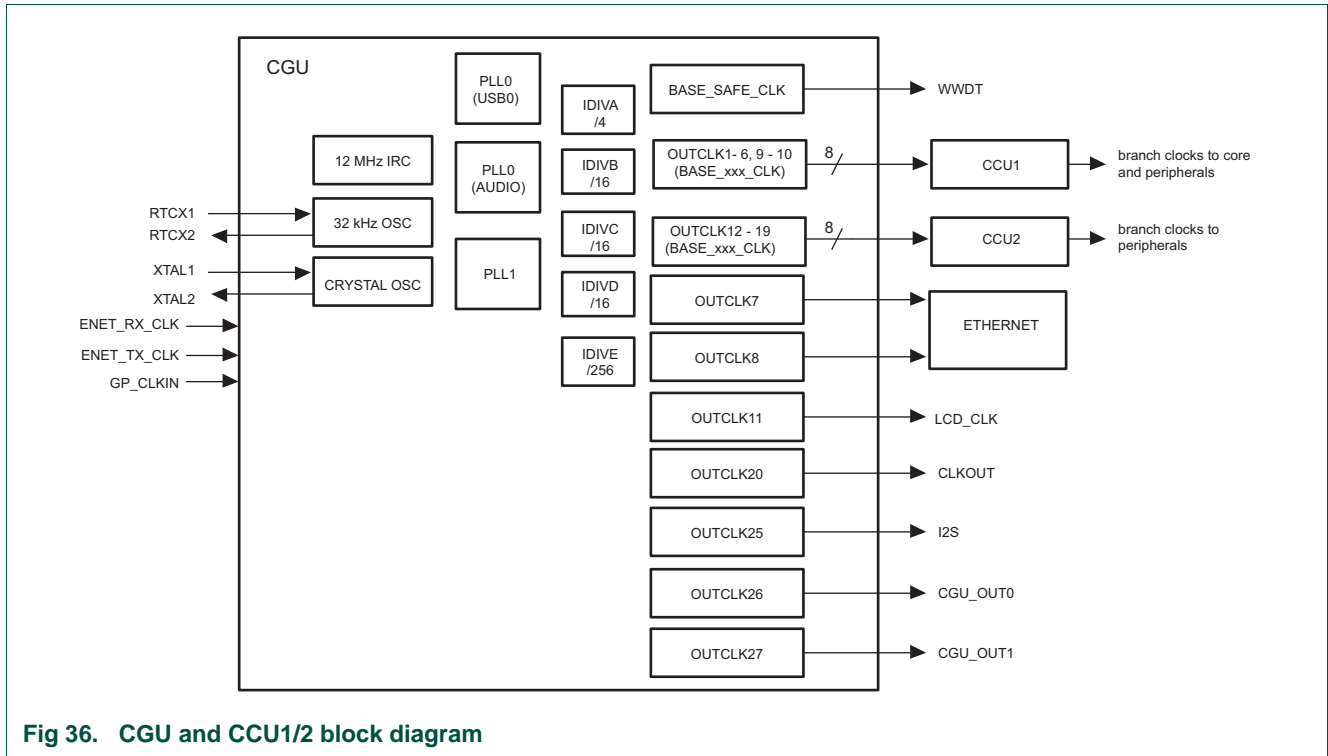 CGU
PLL0
(USB0)
IDIVA
/4
BASE_SAFE_CLK
WWDT
12 MHz IRC
PLL0
(AUDIO)
IDIVB
/16
OUTCLK1- 6, 9 - 10
(BASE_xxx_CLK)
8
CCU1
branch clocks to core
and peripherals
RTCX1
RTCX2
32 kHz OSC
IDIVC
/16
OUTCLK12 - 19
(BASE_xxx_CLK)
8
CCU2
branch clocks to
peripherals
XTAL1
XTAL2
CRYSTAL OSC
PLL1
IDIVD
/16
OUTCLK7
ETHERNET
ENET_RX_CLK
ENET_TX_CLK
GP_CLKIN
IDIVE
/256
OUTCLK8
OUTCLK11
LCD_CLK
OUTCLK20
CLKOUT
OUTCLK25
I2S
OUTCLK26
CGU_OUT0
OUTCLK27
CGU_OUT1
Fig 36. CGU and CCU1/2 block diagram